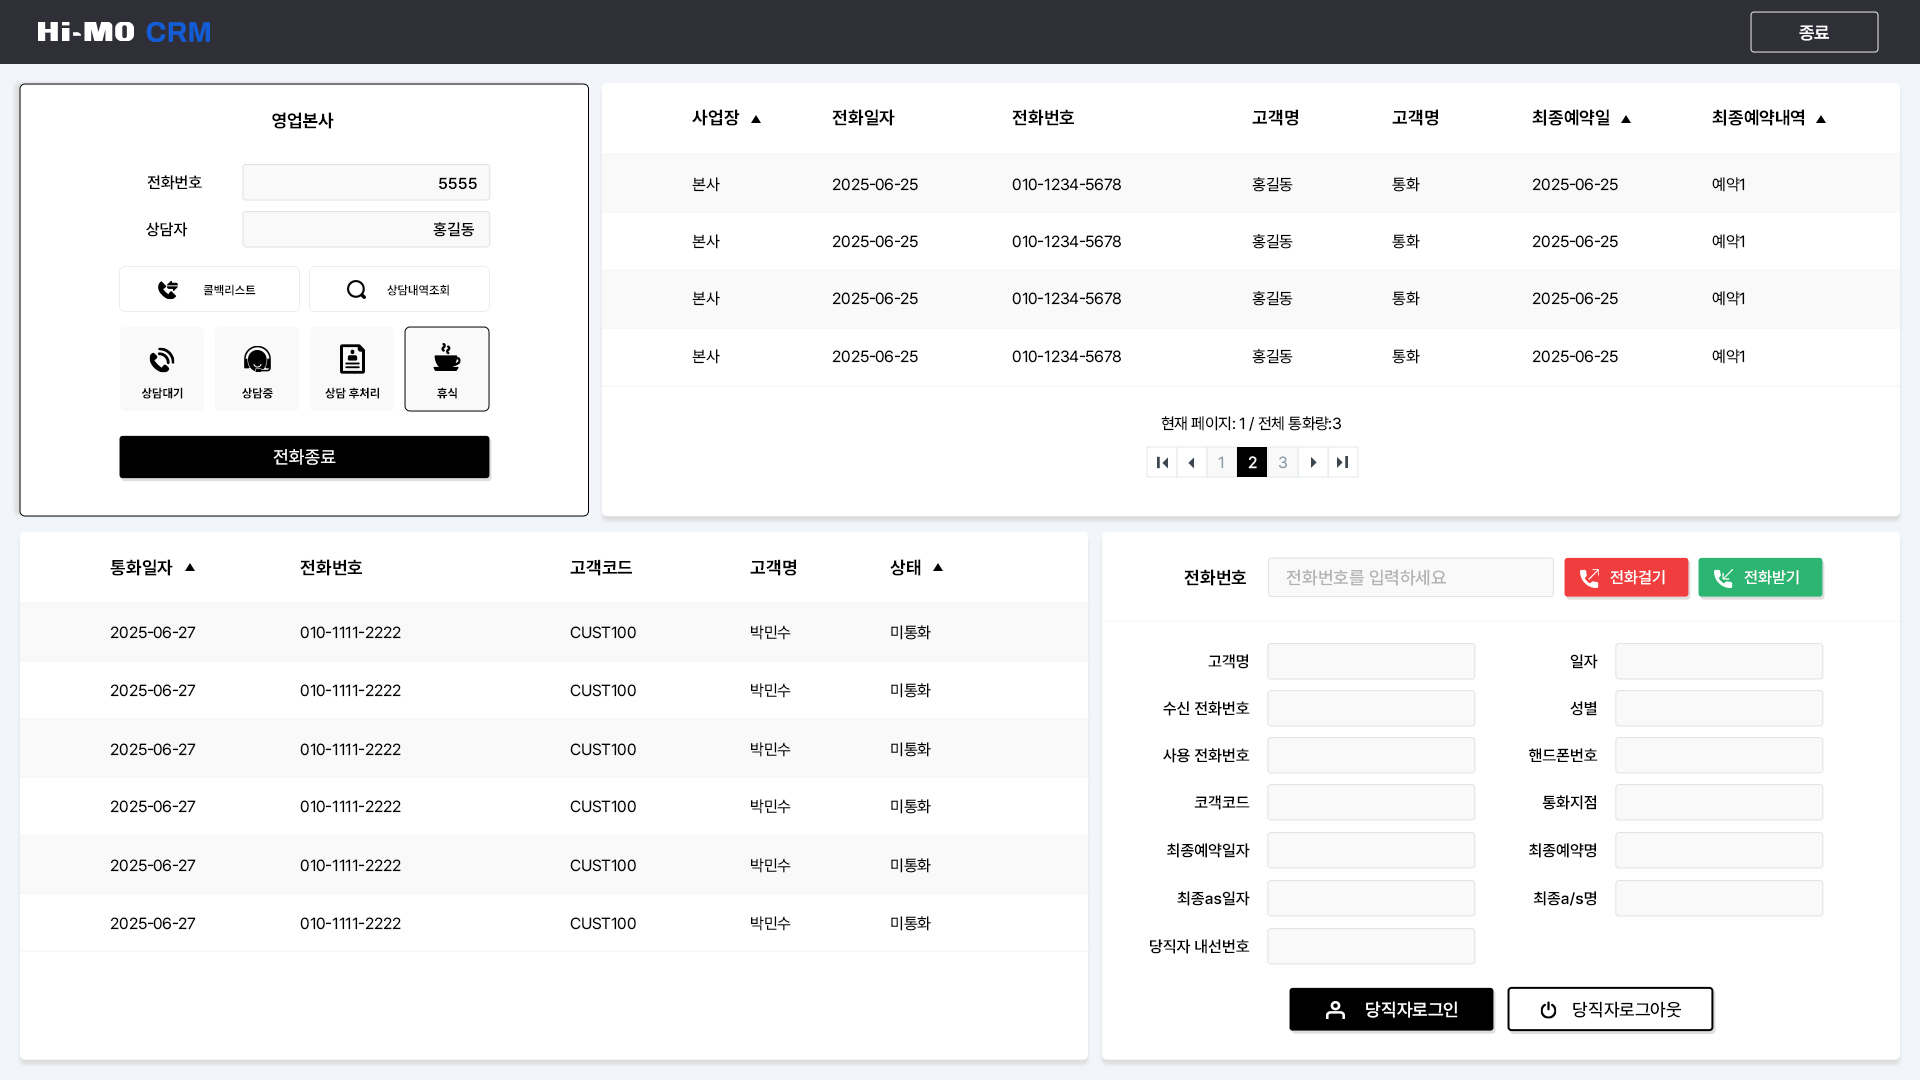 Hi-MO CRM
종료
영업본사
전화번호 5555
상담자 홍길동
콜백리스트 상담내역조회
상담대기 상담중 상담 후처리 휴식
전화종료
사업장 ▲ 전화일자 전화번호 고객명 고객명 최종예약일 ▲ 최종예약내역 ▲
본사 2025-06-25 010-1234-5678 홍길동 통화 2025-06-25 예약1
본사 2025-06-25 010-1234-5678 홍길동 통화 2025-06-25 예약1
본사 2025-06-25 010-1234-5678 홍길동 통화 2025-06-25 예약1
본사 2025-06-25 010-1234-5678 홍길동 통화 2025-06-25 예약1
현재 페이지: 1 / 전체 통화량:3
1 2 3
통화일자 ▲ 전화번호 고객코드 고객명 상태 ▲
2025-06-27 010-1111-2222 CUST100 박민수 미통화
2025-06-27 010-1111-2222 CUST100 박민수 미통화
2025-06-27 010-1111-2222 CUST100 박민수 미통화
2025-06-27 010-1111-2222 CUST100 박민수 미통화
2025-06-27 010-1111-2222 CUST100 박민수 미통화
2025-06-27 010-1111-2222 CUST100 박민수 미통화
전화번호 전화번호를 입력하세요 전화걸기 전화받기
고객명 일자
수신 전화번호 성별
사용 전화번호 핸드폰번호
코객코드 통화지점
최종예약일자 최종예약명
최종as일자 최종a/s명
당직자 내선번호
당직자로그인 당직자로그아웃